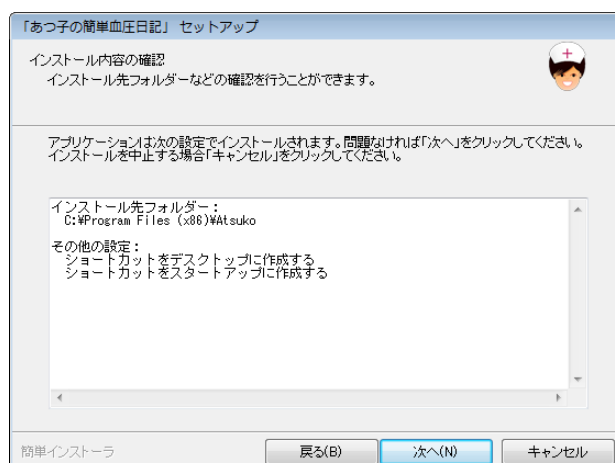 「あつ子の簡単血圧日記」 セットアップ
インストール内容の確認
インストール先フォルダーなどの確認を行うことができます。
アプリケーションは次の設定でインストールされます。問題なければ「次へ」をクリックしてください。
インストールを中止する場合「キャンセル」をクリックしてください。
インストール先フォルダー：
C:¥Program Files (x86)¥Atsuko
その他の設定：
ショートカットをデスクトップに作成する
ショートカットをスタートアップに作成する
簡単インストーラ
戻る(B)
次へ(N)
キャンセル